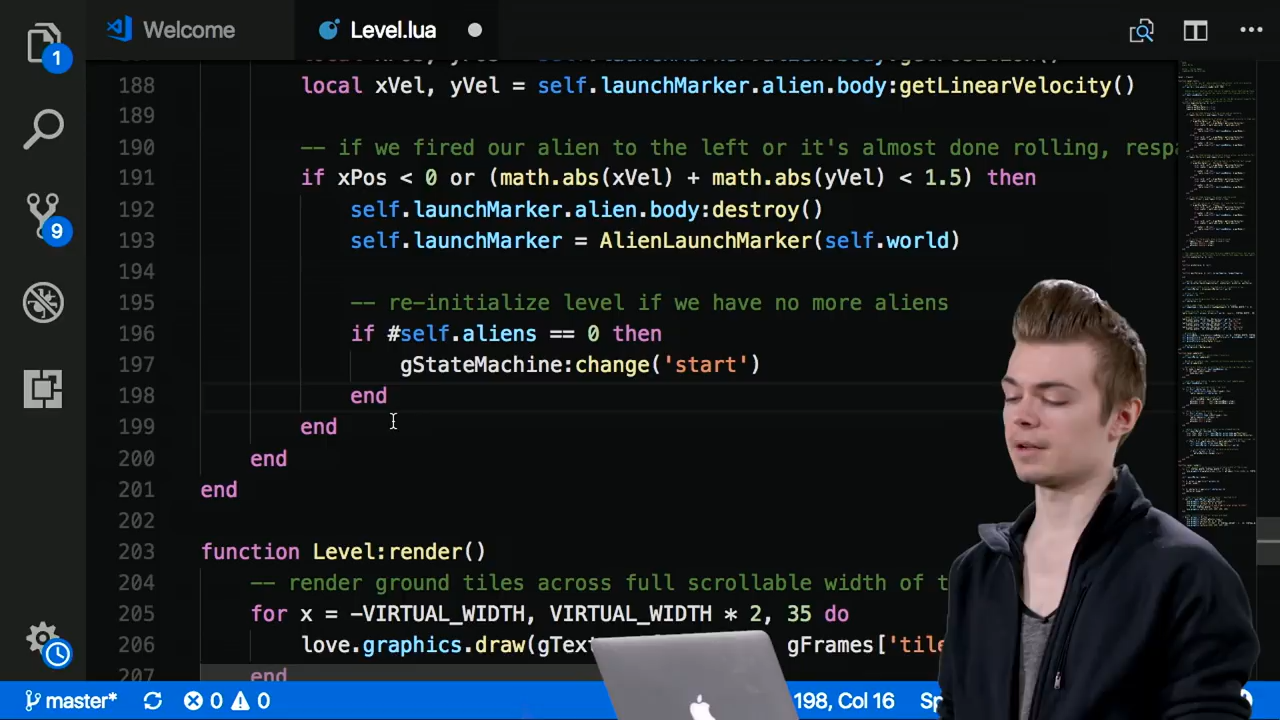 Welcome
Level.lua
1
188 local xVel, yVel = self.launchMarker.alien.body:getLinearVelocity()
189
190 -- if we fired our alien to the left or it's almost done rolling,
191 if xPos < 0 or (math.abs(xVel) + math.abs(yVel) < 1.5) then
192 self.launchMarker.alien.body:destroy()
193 self.launchMarker = AlienLaunchMarker(self.world)
194
195 -- re-initialize level if we have no more aliens
196 if #self.aliens == 0 then
197 gStateMachine:change('start')
198 end
199 end
200 end
201 end
202
203 function Level:render()
204 -- render ground tiles across full scrollable width of
205 for x = -VIRTUAL_WIDTH, VIRTUAL_WIDTH * 2, 35 do
206 love.graphics.draw(gText gFrames['tile
207 end
9
master* 0 0 198, Col 16